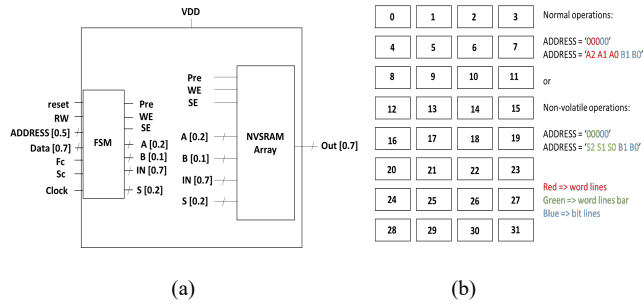 VDD
reset
RW
ADDRESS [0.5]
Data [0.7]
Fc
Sc
Clock
FSM
Pre
WE
SE
A [0.2]
B [0.1]
IN [0.7]
S [0.2]
Pre
WE
SE
A [0.2]
B [0.1]
IN [0.7]
S [0.2]
NVSRAM
Array
Out [0.7]
(a)
0 1 2 3
4 5 6 7
8 9 10 11
12 13 14 15
16 17 18 19
20 21 22 23
24 25 26 27
28 29 30 31
Normal operations:
ADDRESS = '00000'
ADDRESS = 'A2 A1 A0 B1 B0'
or
Non-volatile operations:
ADDRESS = '00000'
ADDRESS = 'S2 S1 S0 B1 B0'
Red => word lines
Green => word lines bar
Blue => bit lines
(b)